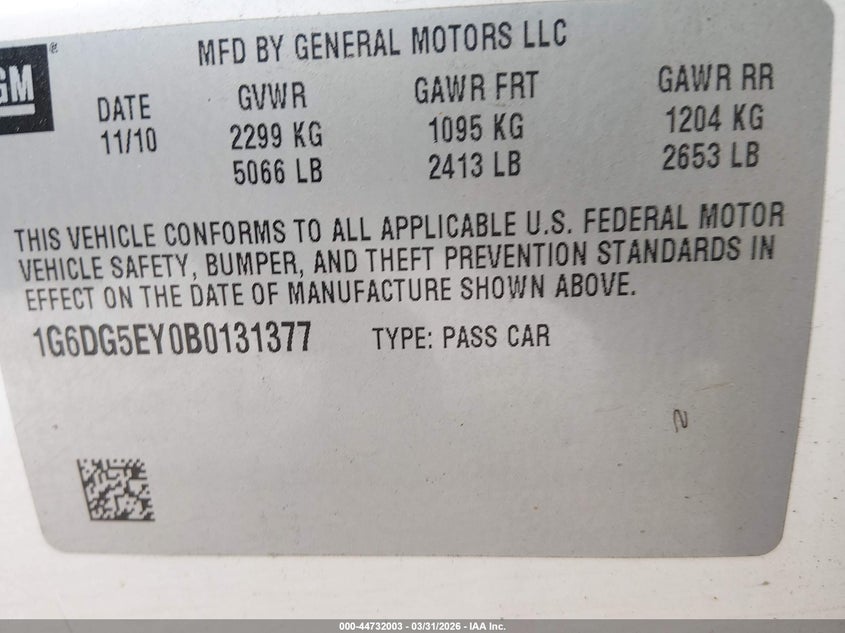 GM®
MFD BY GENERAL MOTORS LLC
DATE GVWR GAWR FRT GAWR RR
11/10 2299 KG 1095 KG 1204 KG
5066 LB 2413 LB 2653 LB
THIS VEHICLE CONFORMS TO ALL APPLICABLE U.S. FEDERAL MOTOR
VEHICLE SAFETY, BUMPER, AND THEFT PREVENTION STANDARDS IN
EFFECT ON THE DATE OF MANUFACTURE SHOWN ABOVE.
1G6DG5EY0B0131377 TYPE: PASS CAR
000-44732003 - 03/31/2026 - IAA Inc.